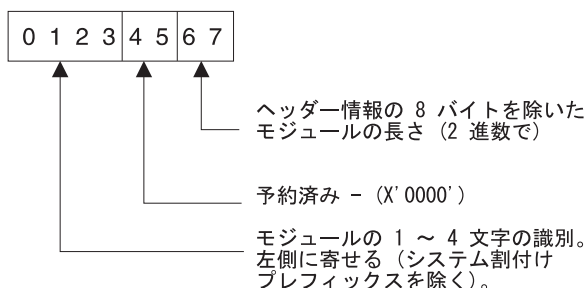 0 1 2 3 4 5 6 7
ヘッダー情報の 8 バイトを除いた
モジュールの長さ (2 進数で)
予約済み - (X'0000')
モジュールの 1 ～ 4 文字の識別。
左側に寄せる (システム割付け
プレフィックスを除く)。